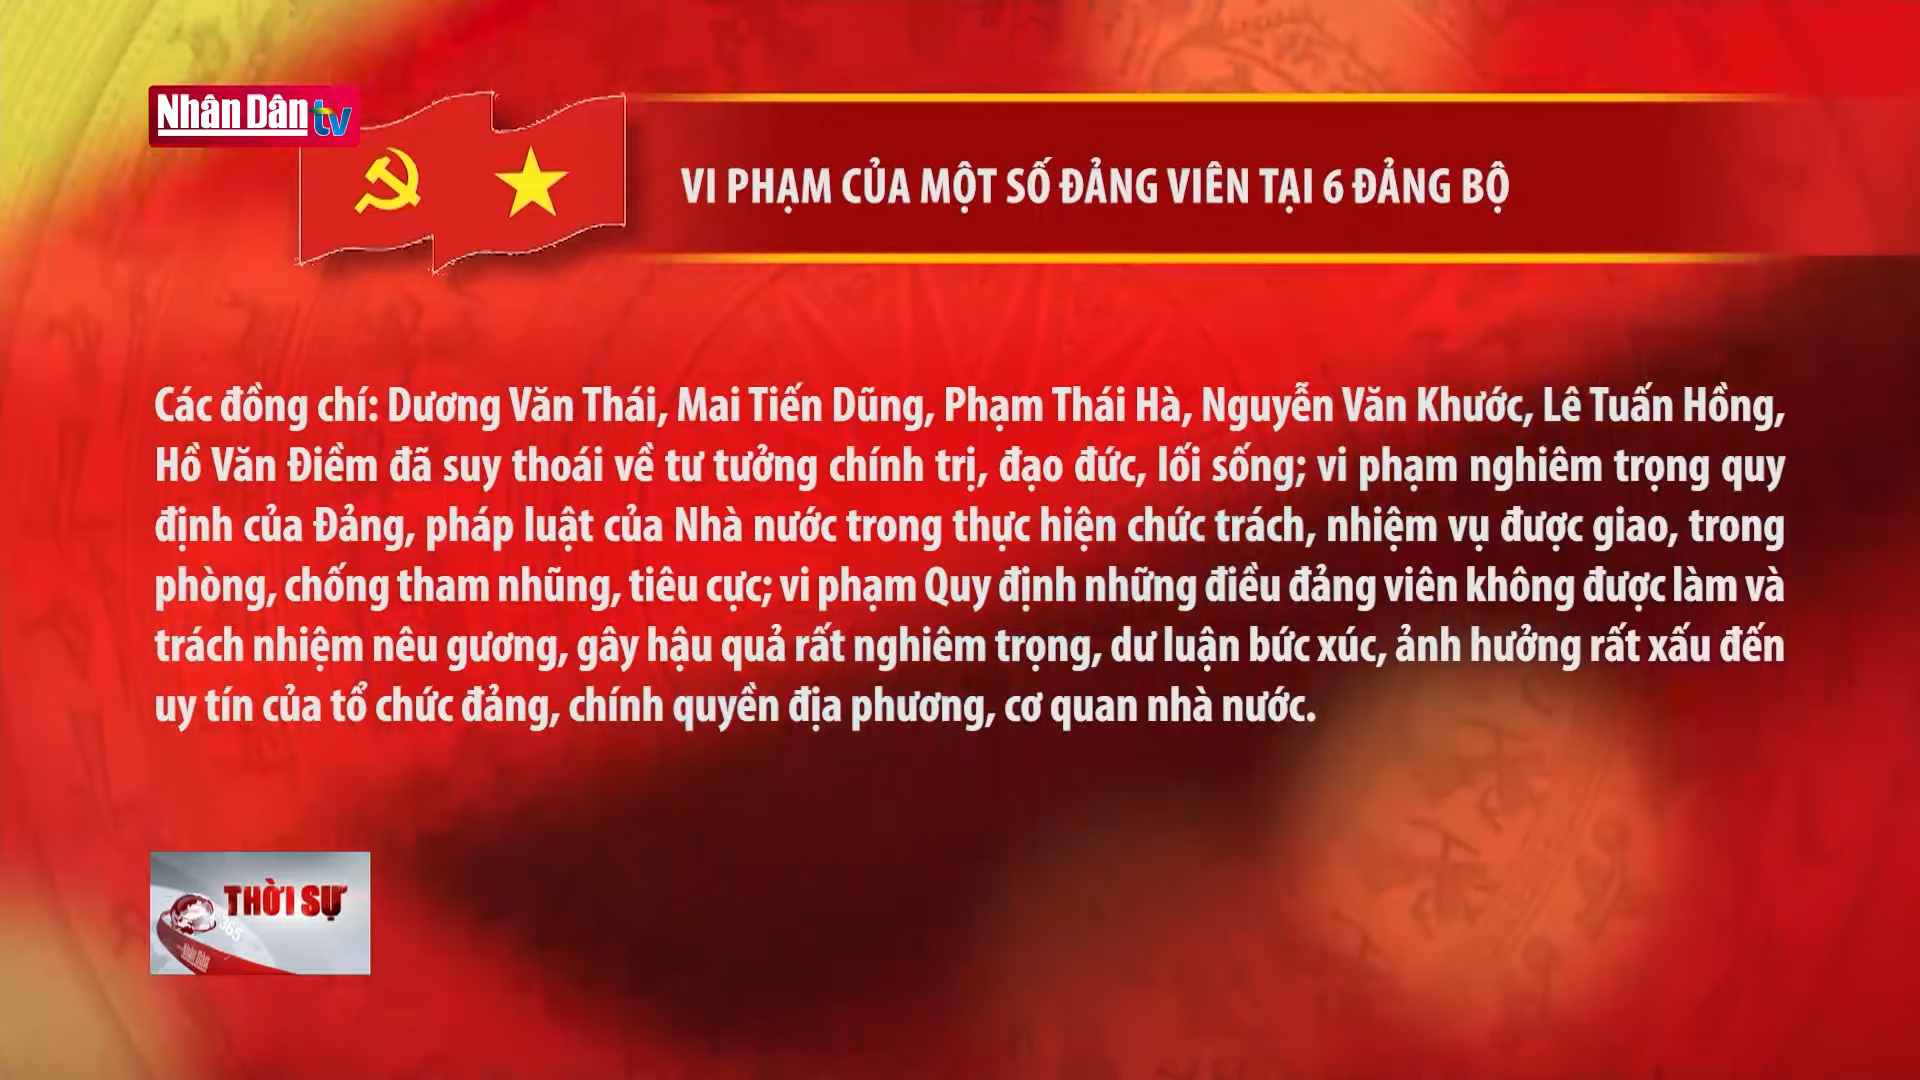 Nhân Dân tv
VI PHẠM CỦA MỘT SỐ ĐẢNG VIÊN TẠI 6 ĐẢNG BỘ
Các đồng chí: Dương Văn Thái, Mai Tiến Dũng, Phạm Thái Hà, Nguyễn Văn Khước, Lê Tuấn Hồng,
Hồ Văn Điềm đã suy thoái về tư tưởng chính trị, đạo đức, lối sống; vi phạm nghiêm trọng quy
định của Đảng, pháp luật của Nhà nước trong thực hiện chức trách, nhiệm vụ được giao, trong
phòng, chống tham nhũng, tiêu cực; vi phạm Quy định những điều đảng viên không được làm và
trách nhiệm nêu gương, gây hậu quả rất nghiêm trọng, dư luận bức xúc, ảnh hưởng rất xấu đến
uy tín của tổ chức đảng, chính quyền địa phương, cơ quan nhà nước.
THỜI SỰ
365
Nhân Dân